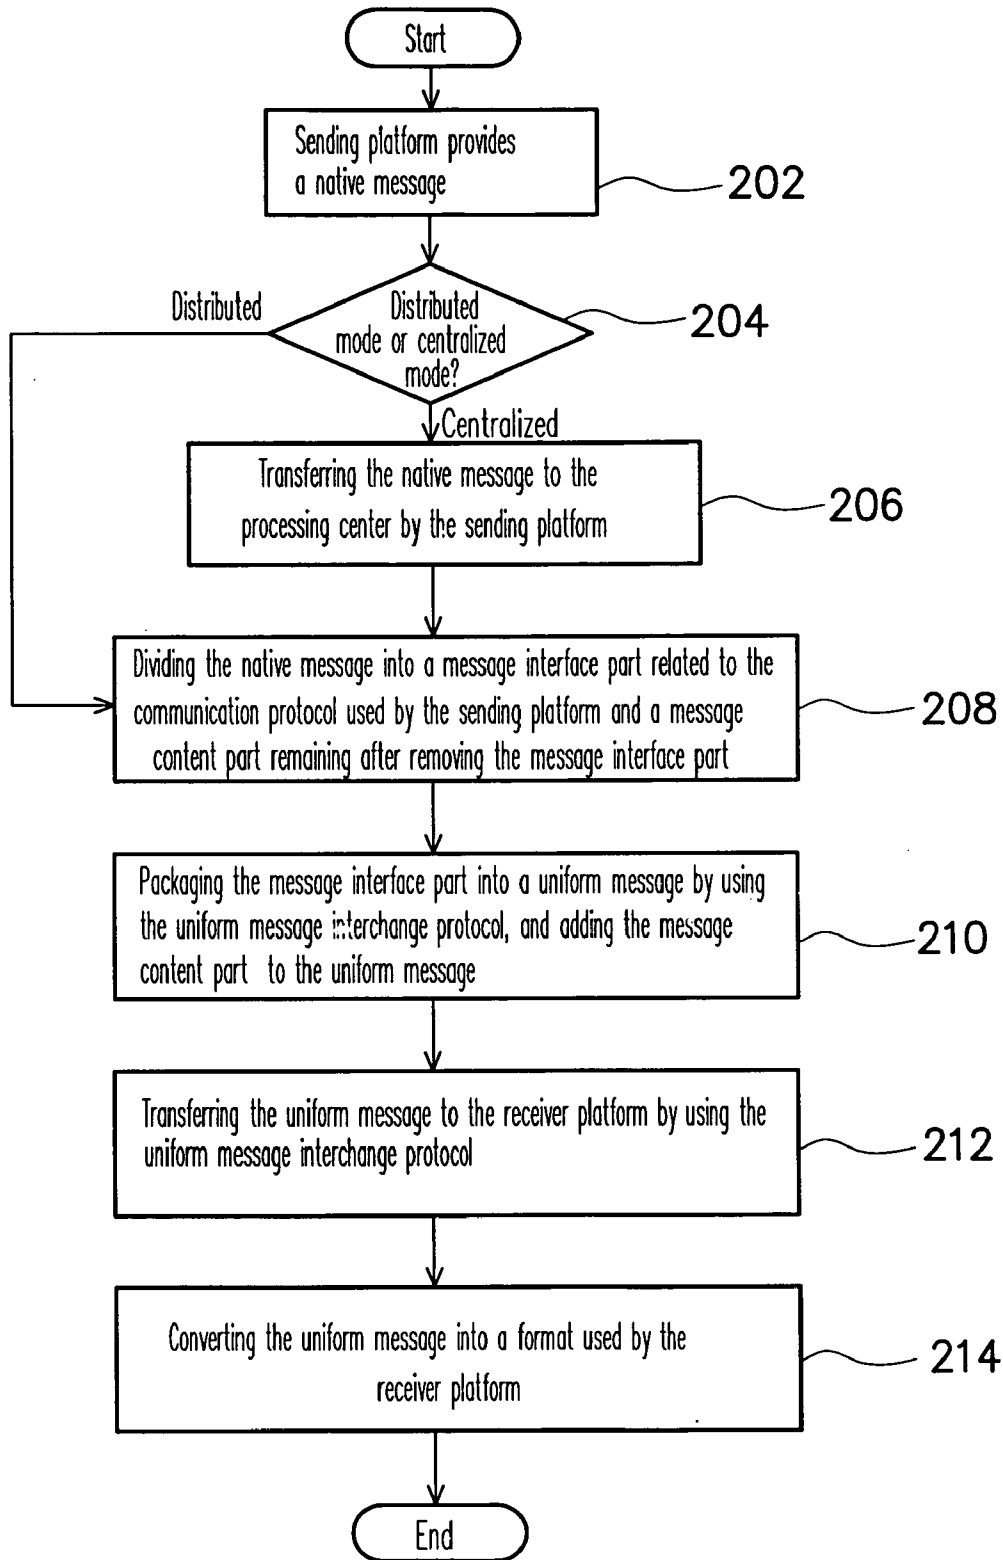 Start
Sending platform provides
a native message
202
Distributed
Distributed
mode or centralized
mode?
204
Centralized
Transferring the native message to the
processing center by the sending platform
206
Dividing the native message into a message interface part related to the
communication protocol used by the sending platform and a message
content part remaining after removing the message interface part
208
Packaging the message interface part into a uniform message by using
the uniform message interchange protocol, and adding the message
content part to the uniform message
210
Transferring the uniform message to the receiver platform by using the
uniform message interchange protocol
212
Converting the uniform message into a format used by the
receiver platform
214
End